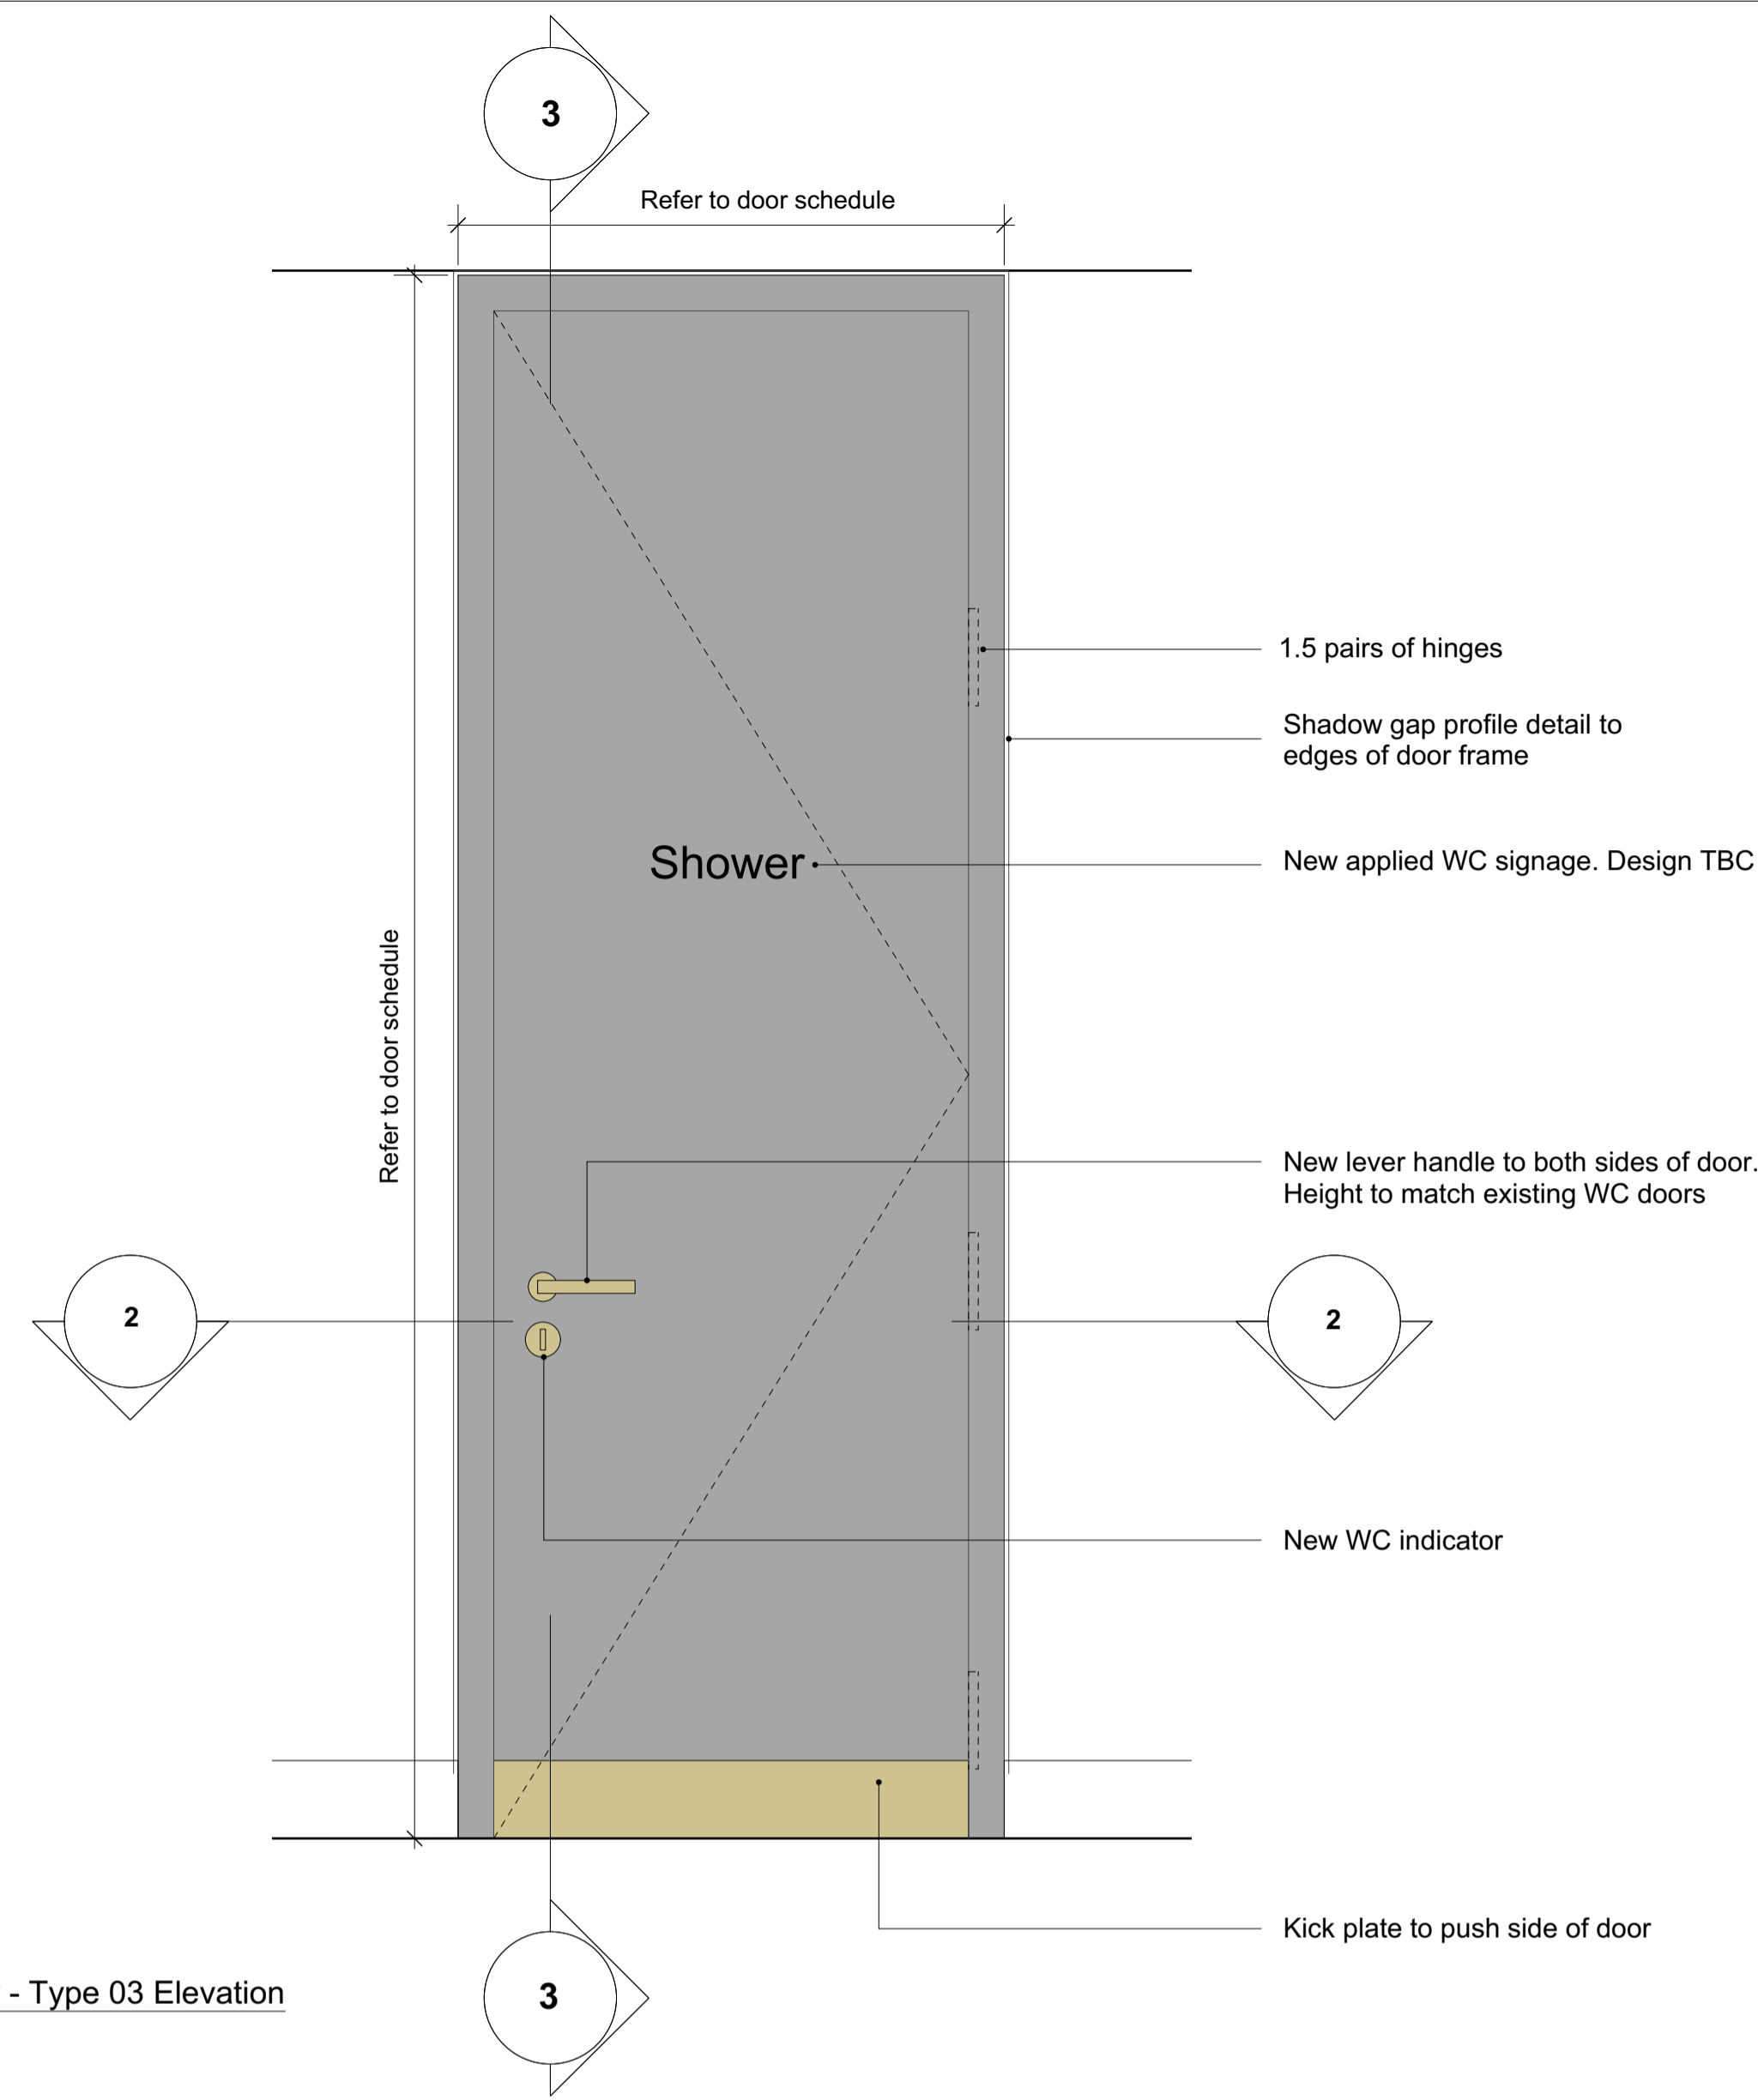 3
Refer to door schedule
1.5 pairs of hinges
Shadow gap profile detail to
edges of door frame
Shower
New applied WC signage. Design TBC
Refer to door schedule
New lever handle to both sides of door.
Height to match existing WC doors
2
2
New WC indicator
Kick plate to push side of door
- Type 03 Elevation
3